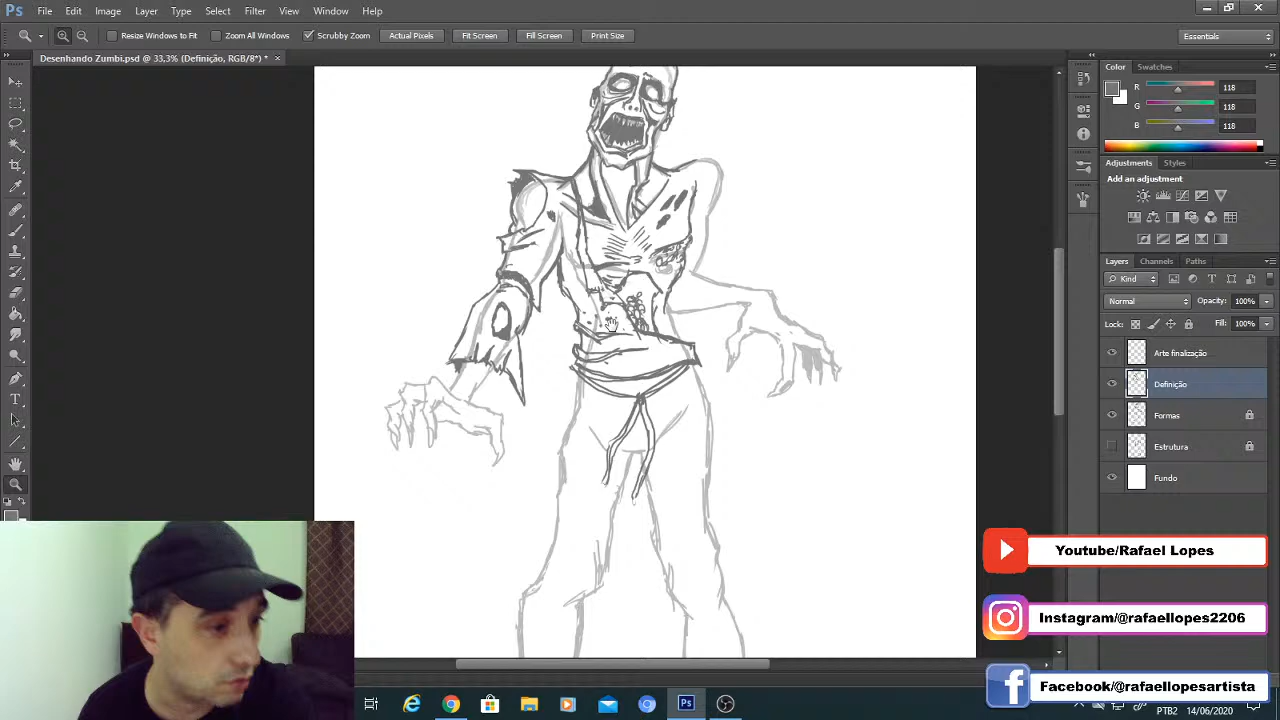 Ps File Edit Image Layer Type Select Filter View Window Help
Resize Windows to Fit Zoom All Windows Scrubby Zoom Actual Pixels Fit Screen Fill Screen Print Size Essentials
Desenhando Zumbi.psd @ 33,3% (Definição, RGB/8*) * ×
Color Swatches
R 118
G 118
B 118
Adjustments Styles
Add an adjustment
Layers Channels Paths
Kind
Normal Opacity: 100%
Lock: Fill: 100%
Arte finalização
Definição
Formas
Estrutura
Fundo
Youtube/Rafael Lopes
Instagram/@rafaellopes2206
Facebook/@rafaellopesartista
Ps
PTB2 14/06/2020